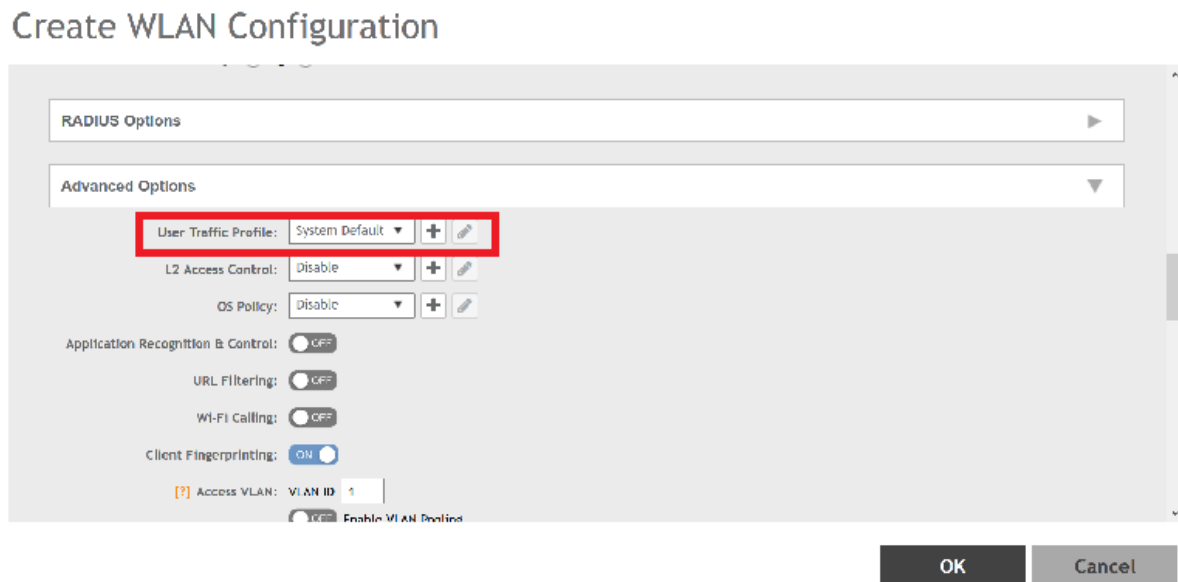 Create WLAN Configuration
RADIUS Options
Advanced Options
User Traffic Profile: System Default
L2 Access Control: Disable
OS Policy: Disable
Application Recognition & Control: OFF
URL Filtering: OFF
Wi-Fi Calling: OFF
Client Fingerprinting: ON
[?] Access VLAN: VLAN ID 1
OFF Enable VLAN Pooling
OK Cancel